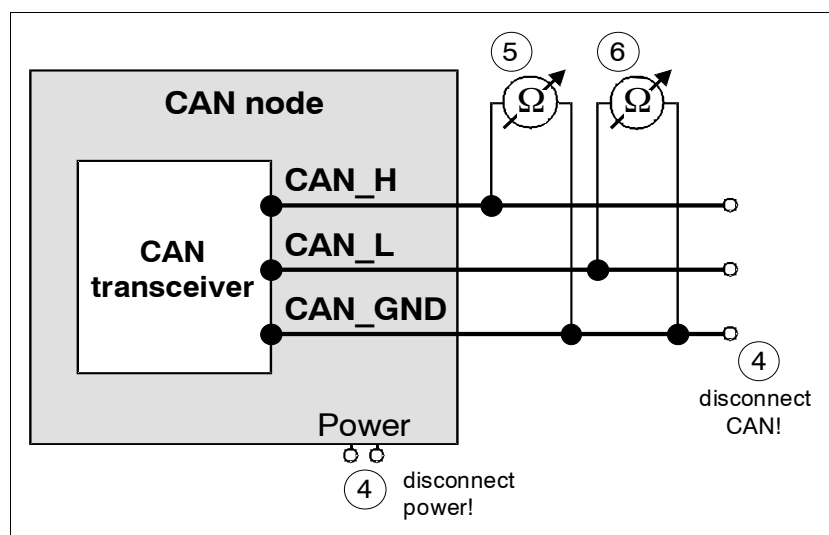 5
6
Ω
Ω
CAN node
CAN_H
CAN
transceiver
CAN_L
CAN_GND
4
disconnect
CAN!
Power
4
disconnect
power!